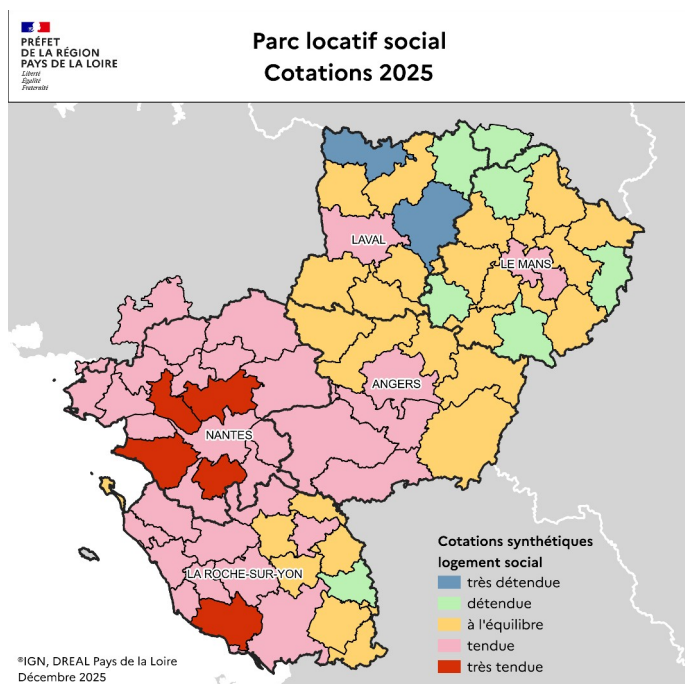 PRÉFET
DE LA RÉGION
PAYS DE LA LOIRE
Liberté
Égalité
Fraternité
Parc locatif social
Cotations 2025
LAVAL
LE MANS
ANGERS
NANTES
LA ROCHE-SUR-YON
Cotations synthétiques
logement social
très détendue
détendue
à l'équilibre
tendue
très tendue
®IGN, DREAL Pays de la Loire
Décembre 2025